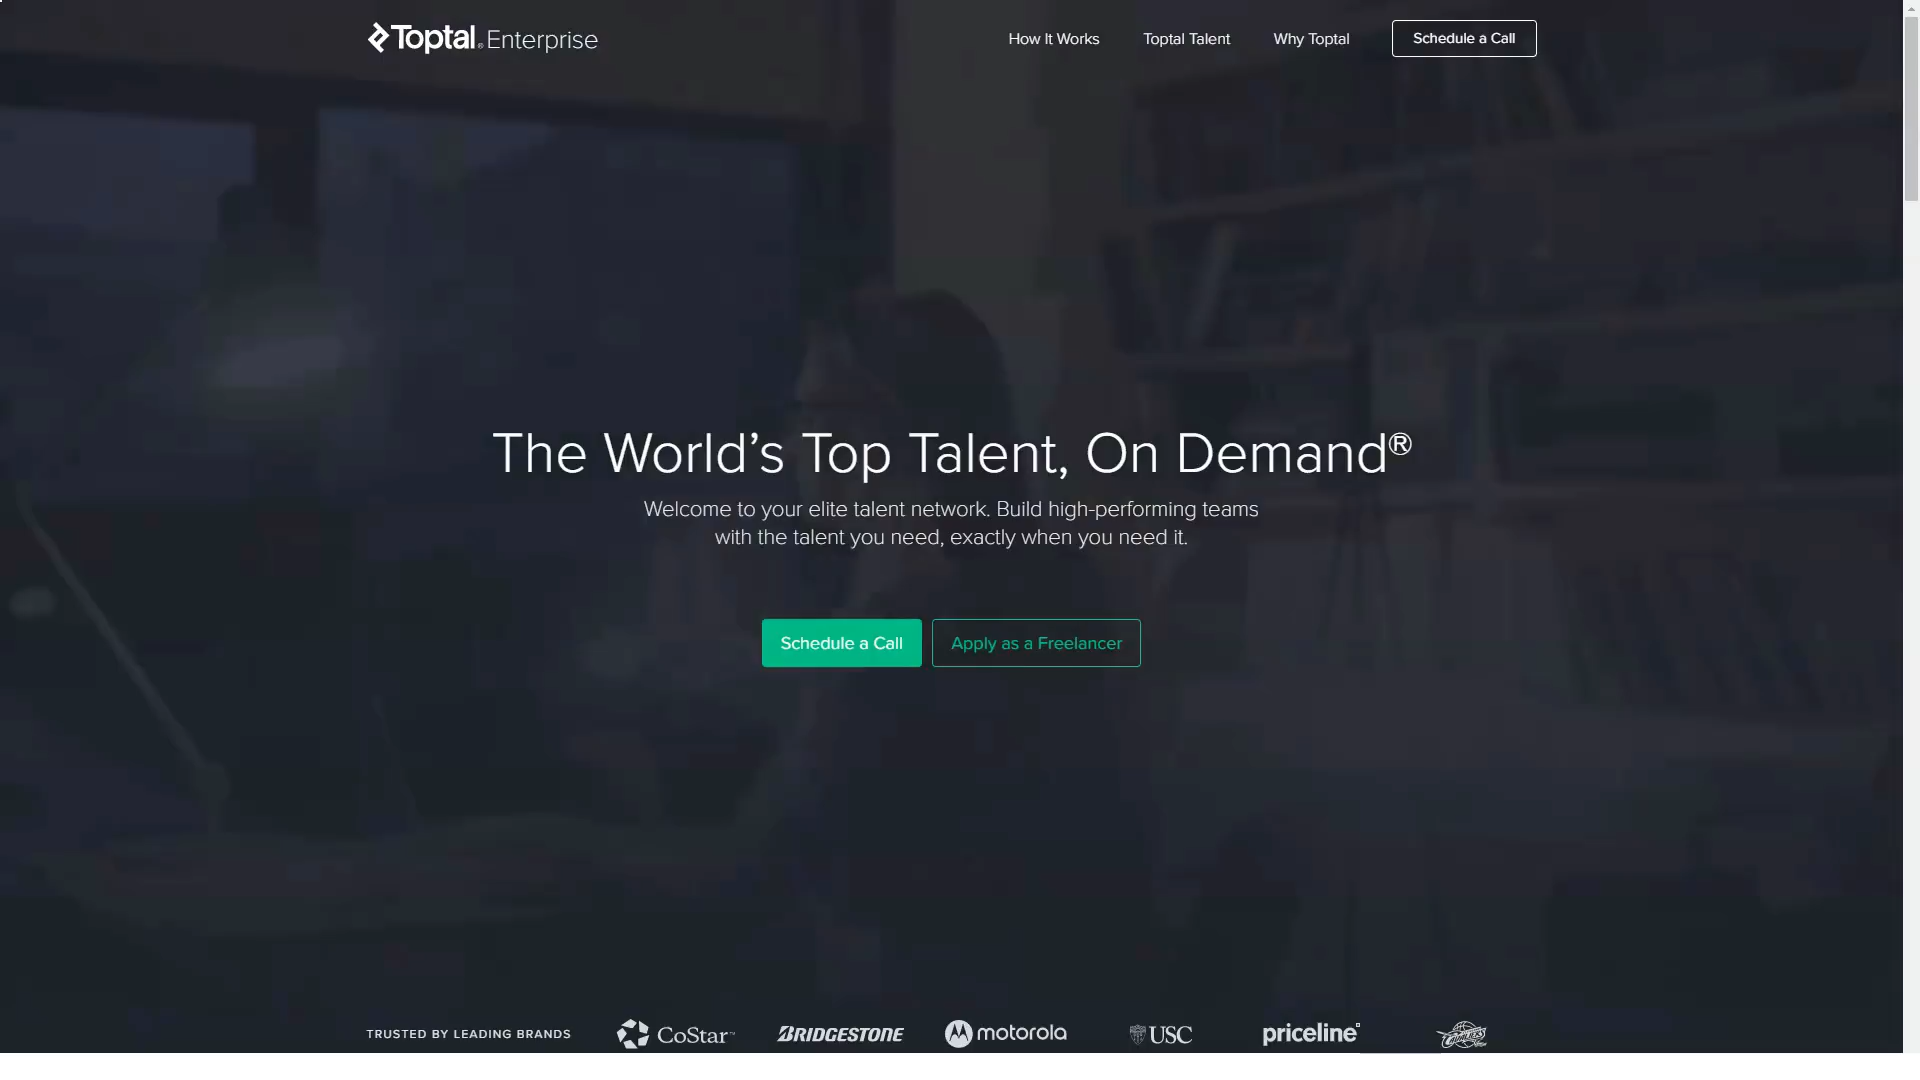 Toptal® Enterprise
How It Works
Toptal Talent
Why Toptal
Schedule a Call
The World’s Top Talent, On Demand®
Welcome to your elite talent network. Build high-performing teams
with the talent you need, exactly when you need it.
Schedule a Call
Apply as a Freelancer
TRUSTED BY LEADING BRANDS
CoStar™
BRIDGESTONE
motorola
USC
priceline®
CAVALIERS